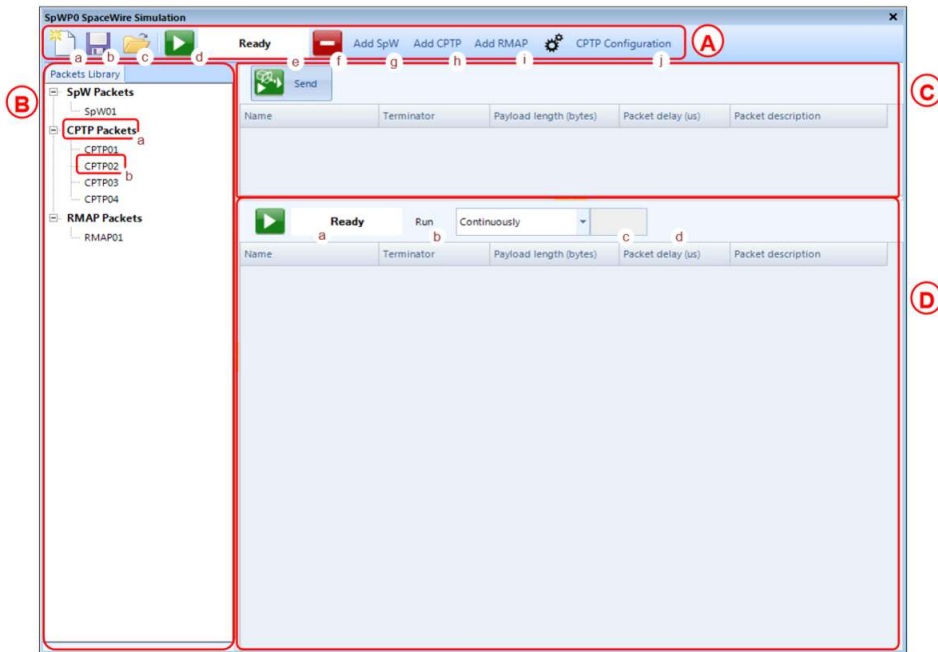 SpWP0 SpaceWire Simulation
Ready Add SpW Add CPTP Add RMAP CPTP Configuration A
a b c d e f g h i j
Packets Library
B
SpW Packets
SpW01
CPTP Packets
a
CPTP01
CPTP02
b
CPTP03
CPTP04
RMAP Packets
RMAP01
Send
C
Name Terminator Payload length (bytes) Packet delay (us) Packet description
Ready Run Continuously
a b c d
Name Terminator Payload length (bytes) Packet delay (us) Packet description
D